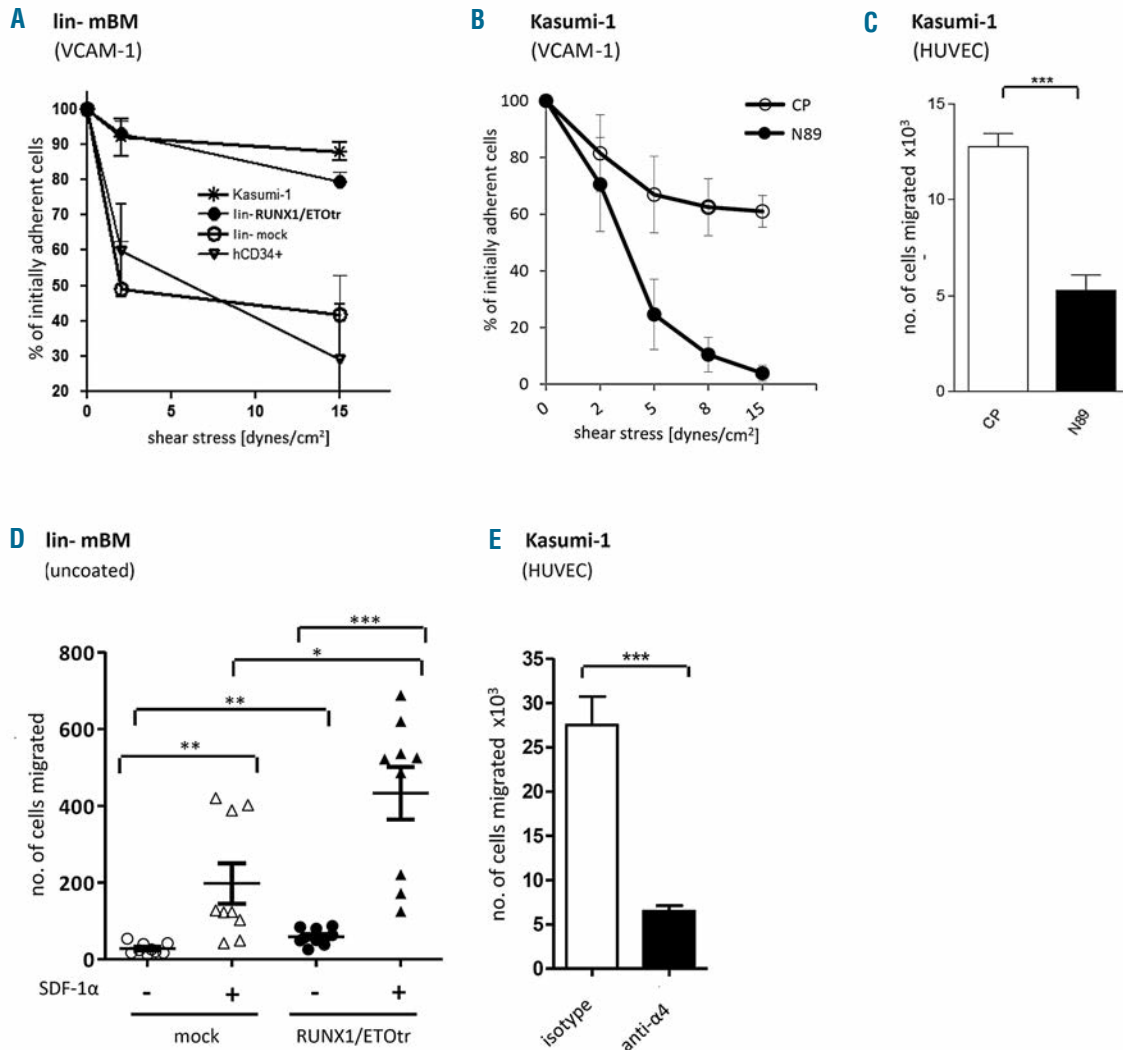 A lin- mBM
(VCAM-1)
% of initially adherent cells
100
90
80
70
60
50
40
30
20
Kasumi-1
lin-RUNX1/ETOtr
lin- mock
hCD34+
0 5 10 15
shear stress [dynes/cm²]
B Kasumi-1
(VCAM-1)
% of initially adherent cells
100
80
60
40
20
0
CP
N89
0 2 5 8 15
shear stress [dynes/cm²]
C Kasumi-1
(HUVEC)
***
no. of cells migrated x10³
15
10
5
0
CP N89
D lin- mBM
(uncoated)
no. of cells migrated
800
600
400
200
0
***
*
**
**
SDF-1α - + - +
mock RUNX1/ETOtr
E Kasumi-1
(HUVEC)
***
no. of cells migrated x10³
35
30
25
20
15
10
5
0
isotype anti-α4